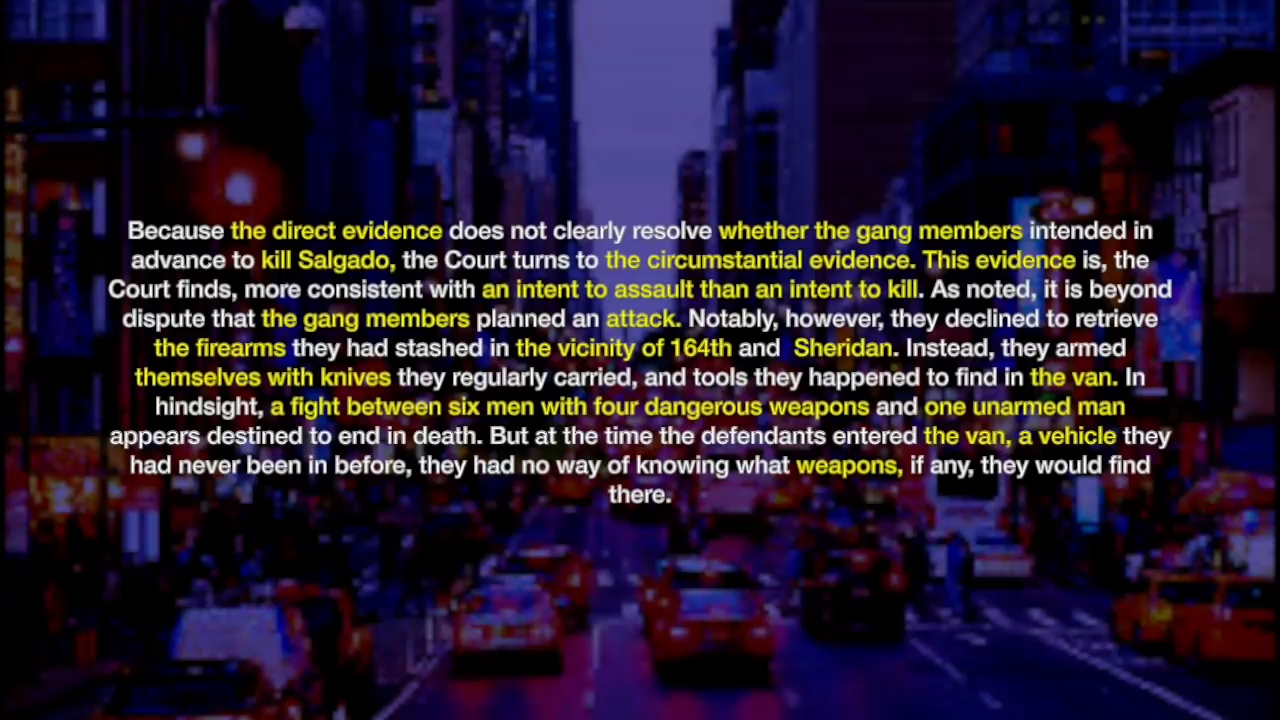 Because the direct evidence does not clearly resolve whether the gang members intended in
advance to kill Salgado, the Court turns to the circumstantial evidence. This evidence is, the
Court finds, more consistent with an intent to assault than an intent to kill. As noted, it is beyond
dispute that the gang members planned an attack. Notably, however, they declined to retrieve
the firearms they had stashed in the vicinity of 164th and  Sheridan. Instead, they armed
themselves with knives they regularly carried, and tools they happened to find in the van. In
hindsight, a fight between six men with four dangerous weapons and one unarmed man
appears destined to end in death. But at the time the defendants entered the van, a vehicle they
had never been in before, they had no way of knowing what weapons, if any, they would find
there.